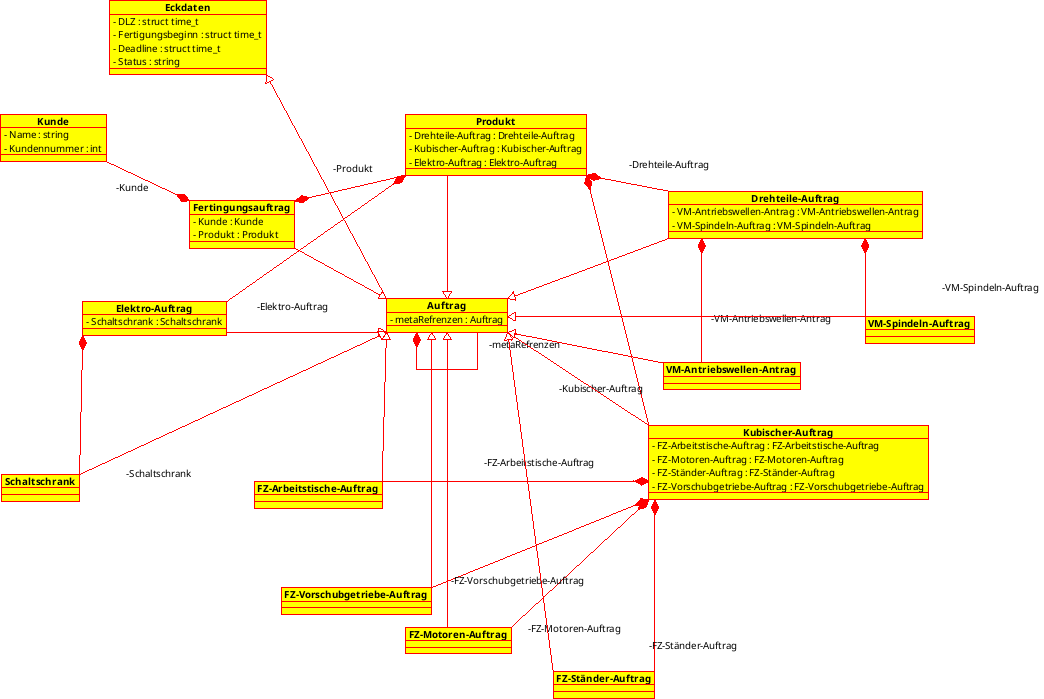 Eckdaten
- DLZ : struct time_t
- Fertigungsbeginn : struct time_t
- Deadline : struct time_t
- Status : string
Kunde
- Name : string
- Kundennummer : int
Produkt
- Drehteile-Auftrag : Drehteile-Auftrag
- Kubischer-Auftrag : Kubischer-Auftrag
- Elektro-Auftrag : Elektro-Auftrag
-Produkt
-Drehteile-Auftrag
-Kunde
Fertingungsauftrag
- Kunde : Kunde
- Produkt : Produkt
Drehteile-Auftrag
- VM-Antriebswellen-Antrag : VM-Antriebswellen-Antrag
- VM-Spindeln-Auftrag : VM-Spindeln-Auftrag
-VM-Spindeln-Auftrag
Elektro-Auftrag
- Schaltschrank : Schaltschrank
-Elektro-Auftrag
Auftrag
- metaRefrenzen : Auftrag
-VM-Antriebswellen-Antrag
VM-Spindeln-Auftrag
-metaRefrenzen
VM-Antriebswellen-Antrag
-Kubischer-Auftrag
Kubischer-Auftrag
- FZ-Arbeitstische-Auftrag : FZ-Arbeitstische-Auftrag
- FZ-Motoren-Auftrag : FZ-Motoren-Auftrag
- FZ-Ständer-Auftrag : FZ-Ständer-Auftrag
- FZ-Vorschubgetriebe-Auftrag : FZ-Vorschubgetriebe-Auftrag
-FZ-Arbeitstische-Auftrag
-Schaltschrank
Schaltschrank
FZ-Arbeitstische-Auftrag
-FZ-Vorschubgetriebe-Auftrag
FZ-Vorschubgetriebe-Auftrag
-FZ-Motoren-Auftrag
FZ-Motoren-Auftrag
-FZ-Ständer-Auftrag
FZ-Ständer-Auftrag